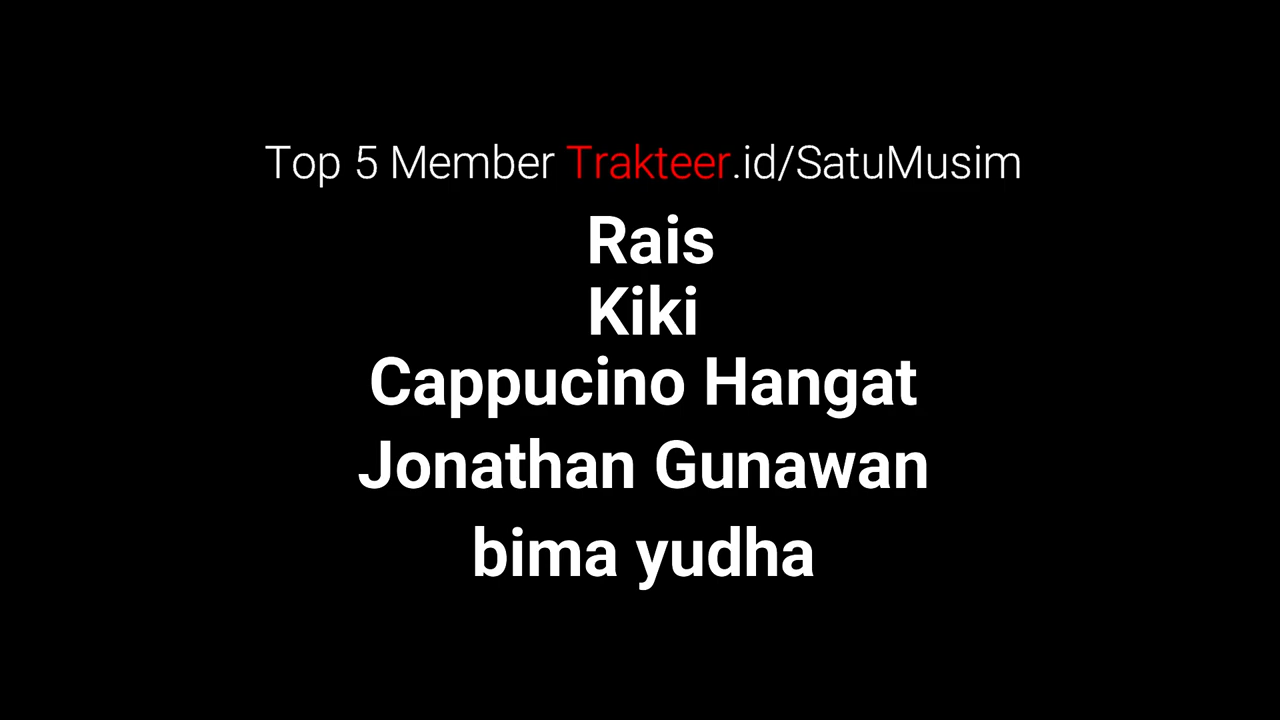 Top 5 Member Trakteer.id/SatuMusim
Rais
Kiki
Cappucino Hangat
Jonathan Gunawan
bima yudha